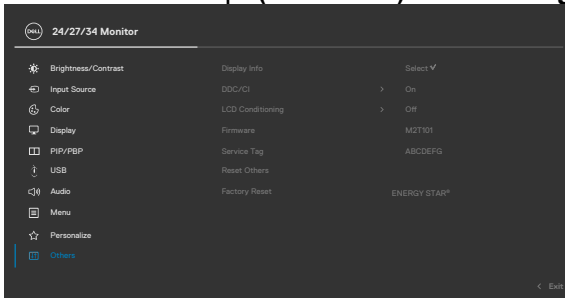 DELL 24/27/34 Monitor
Brightness/Contrast Display Info Select ✔
Input Source DDC/CI > On
Color LCD Conditioning > Off
Display Firmware M2T101
PIP/PBP Service Tag ABCDEFG
USB Reset Others
Audio Factory Reset ENERGY STAR®
Menu
Personalize
Others
< Exit